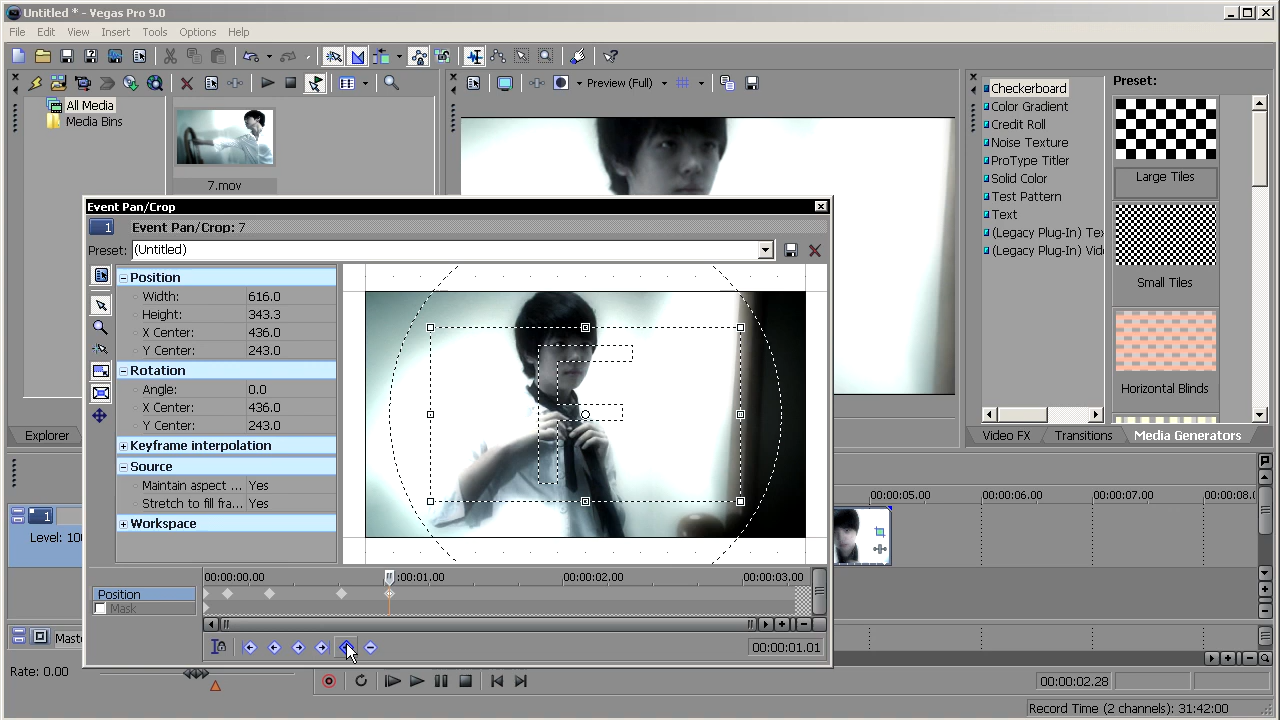 Untitled * - Vegas Pro 9.0
File Edit View Insert Tools Options Help
Preview (Full)
All Media
Media Bins
7.mov
Explorer
Checkerboard
Color Gradient
Credit Roll
Noise Texture
ProType Titler
Solid Color
Test Pattern
Text
(Legacy Plug-In) Te
(Legacy Plug-In) Vid
Preset:
Large Tiles
Small Tiles
Horizontal Blinds
Video FX Transitions Media Generators
Event Pan/Crop
1 Event Pan/Crop: 7
Preset: (Untitled)
Position
Width: 616.0
Height: 343.3
X Center: 436.0
Y Center: 243.0
Rotation
Angle: 0.0
X Center: 436.0
Y Center: 243.0
Keyframe interpolation
Source
Maintain aspect ... Yes
Stretch to fill fra... Yes
Workspace
00:00:00.00 :00:01.00 00:00:02.00 00:00:03.00
Position
Mask
00:00:01.01
00:00:05.00 00:00:06.00 00:00:07.00 00:00:08.0
1
Level: 100
Maste
Rate: 0.00
00:00:02.28
Record Time (2 channels): 31:42:00